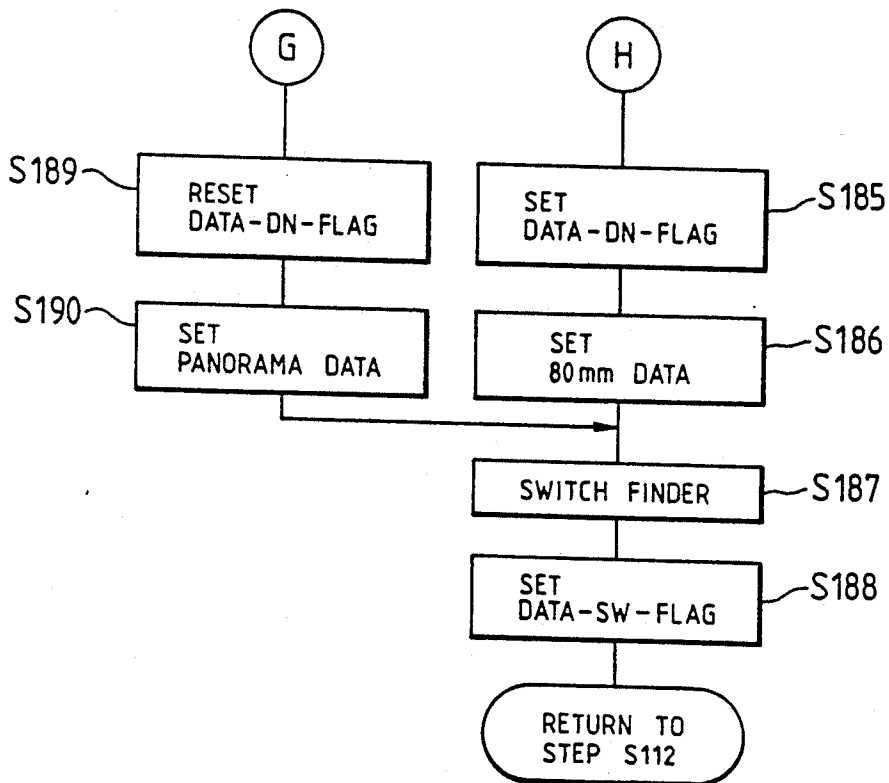 G
H
S189
RESET
DATA-DN-FLAG
SET
DATA-DN-FLAG
S185
S190
SET
PANORAMA DATA
SET
80mm DATA
S186
SWITCH FINDER
S187
SET
DATA-SW-FLAG
S188
RETURN TO
STEP S112